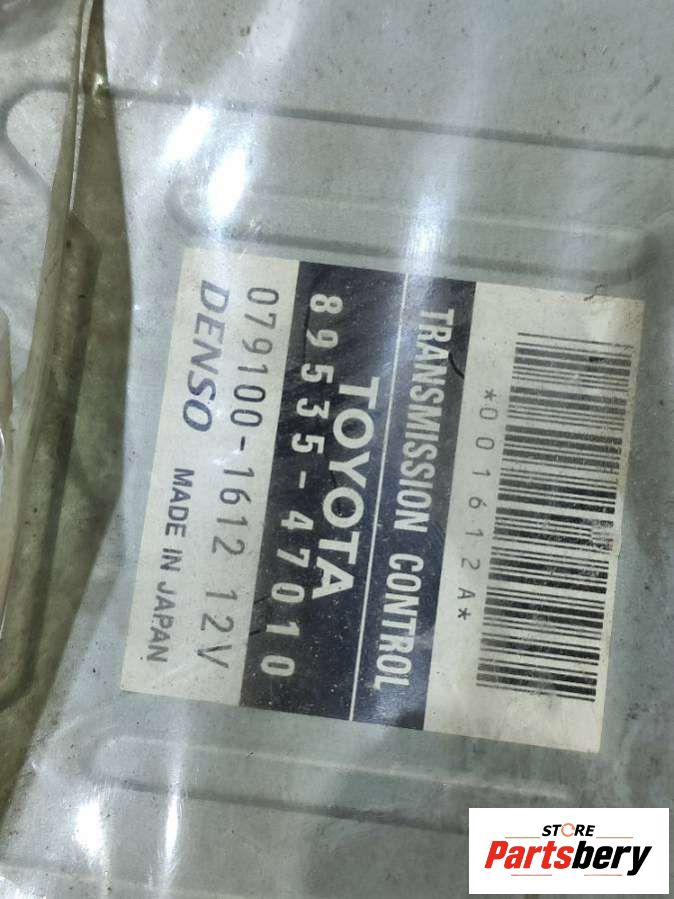 *001612A*
TRANSMISSION CONTROL
TOYOTA
89535-47010
079100-1612 12V
DENSO MADE IN JAPAN
STORE
Partsbery